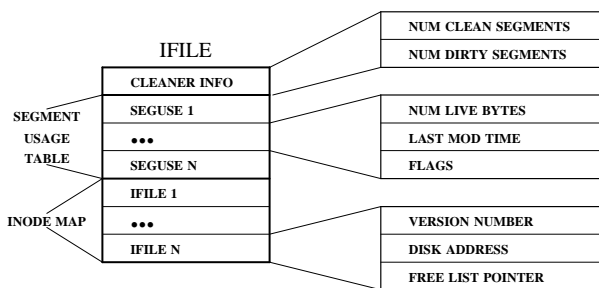 IFILE
CLEANER INFO
SEGUSE 1
•••
SEGUSE N
IFILE 1
•••
IFILE N
SEGMENT
USAGE
TABLE
INODE MAP
NUM CLEAN SEGMENTS
NUM DIRTY SEGMENTS
NUM LIVE BYTES
LAST MOD TIME
FLAGS
VERSION NUMBER
DISK ADDRESS
FREE LIST POINTER